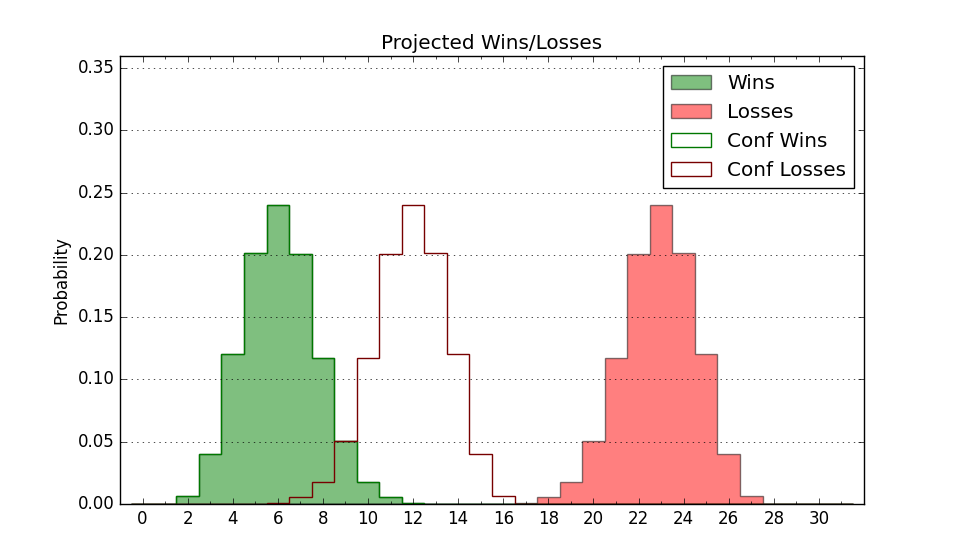 Projected Wins/Losses
0.35
0.30
0.25
0.20
0.15
0.10
0.05
0.00
Probability
Wins
Losses
Conf Wins
Conf Losses
0 2 4 6 8 10 12 14 16 18 20 22 24 26 28 30